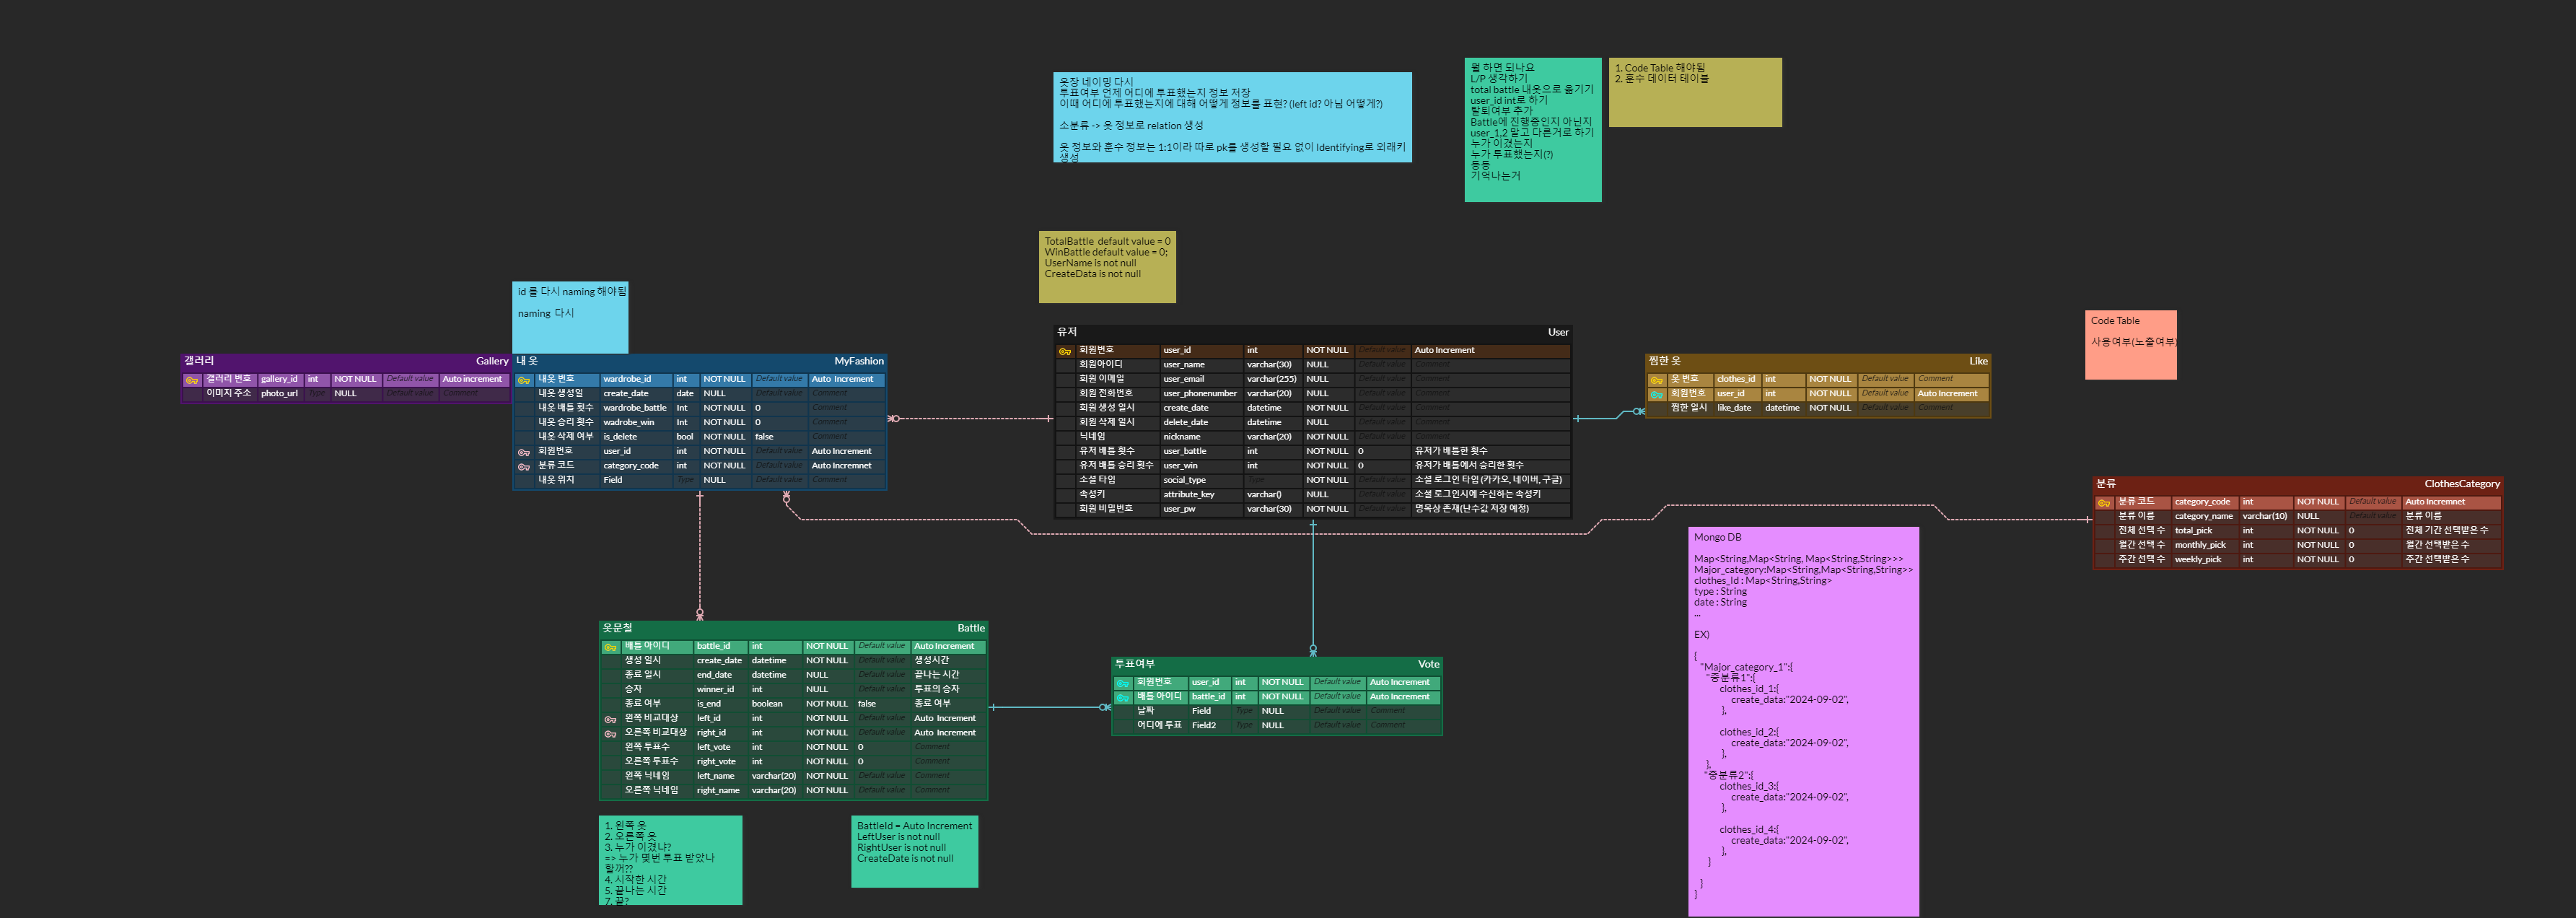 옷장 네이밍 다시
투표여부 언제 어디에 투표했는지 정보 저장
이때 어디에 투표했는지에 대해 어떻게 정보를 표현? (left id? 아님 어떻게?)
소분류 -> 옷 정보로 relation 생성
옷 정보와 훈수 정보는 1:1이라 따로 pk를 생성할 필요 없이 Identifying로 외래키
생성
뭘 하면 되나요
L/P 생각하기
total battle 내옷으로 옮기기
user_id int로 하기
탈퇴여부 추가
Battle에 진행중인지 아닌지
user_1,2 말고 다른거로 하기
누가 이겼는지
누가 투표했는지(?)
등등
기억나는거
1. Code Table 해야됨
2. 훈수 데이터 테이블
TotalBattle default value = 0
WinBattle default value = 0;
UserName is not null
CreateData is not null
id 를 다시 naming 해야됨
naming 다시
Code Table
사용여부(노출여부)
갤러리 Gallery
갤러리 번호 gallery_id int NOT NULL Default value Auto increment
이미지 주소 photo_url Type NULL Default value Comment
내 옷 MyFashion
내옷 번호 wardrobe_id int NOT NULL Default value Auto Increment
내옷 생성일 create_date date NULL Default value Comment
내옷 배틀 횟수 wardrobe_battle Int NOT NULL 0 Comment
내옷 승리 횟수 wadrobe_win Int NOT NULL 0 Comment
내옷 삭제 여부 is_delete bool NOT NULL false Comment
회원번호 user_id int NOT NULL Default value Auto Increment
분류 코드 category_code int NOT NULL Default value Auto Incremnet
내옷 위치 Field Type NULL Default value Comment
유저 User
회원번호 user_id int NOT NULL Default value Auto Increment
회원아이디 user_name varchar(30) NULL Default value Comment
회원 이메일 user_email varchar(255) NULL Default value Comment
회원 전화번호 user_phonenumber varchar(20) NULL Default value Comment
회원 생성 일시 create_date datetime NOT NULL Default value Comment
회원 삭제 일시 delete_date datetime NULL Default value Comment
닉네임 nickname varchar(20) NOT NULL Default value Comment
유저 배틀 횟수 user_battle int NOT NULL 0 유저가 배틀한 횟수
유저 배틀 승리 횟수 user_win int NOT NULL 0 유저가 배틀에서 승리한 횟수
소셜 타입 social_type Type NOT NULL Default value 소셜 로그인 타입 (카카오, 네이버, 구글)
속성키 attribute_key varchar() NULL Default value 소셜 로그인시에 수신하는 속성키
회원 비밀번호 user_pw varchar(30) NOT NULL Default value 명목상 존재(난수값 저장 예정)
찜한 옷 Like
옷 번호 clothes_id int NOT NULL Default value Comment
회원번호 user_id int NOT NULL Default value Auto Increment
찜한 일시 like_date datetime NOT NULL Default value Comment
분류 ClothesCategory
분류 코드 category_code int NOT NULL Default value Auto Incremnet
분류 이름 category_name varchar(10) NULL Default value 분류 이름
전체 선택 수 total_pick int NOT NULL 0 전체 기간 선택받은 수
월간 선택 수 monthly_pick int NOT NULL 0 월간 선택받은 수
주간 선택 수 weekly_pick int NOT NULL 0 주간 선택받은 수
옷문철 Battle
배틀 아이디 battle_id int NOT NULL Default value Auto Increment
생성 일시 create_date datetime NOT NULL Default value 생성시간
종료 일시 end_date datetime NULL Default value 끝나는 시간
승자 winner_id int NULL Default value 투표의 승자
종료 여부 is_end boolean NOT NULL false 종료 여부
왼쪽 비교대상 left_id int NOT NULL Default value Auto Increment
오른쪽 비교대상 right_id int NOT NULL Default value Auto Increment
왼쪽 투표수 left_vote int NOT NULL 0 Comment
오른쪽 투표수 right_vote int NOT NULL 0 Comment
왼쪽 닉네임 left_name varchar(20) NOT NULL Default value Comment
오른쪽 닉네임 right_name varchar(20) NOT NULL Default value Comment
투표여부 Vote
회원번호 user_id int NOT NULL Default value Auto Increment
배틀 아이디 battle_id int NOT NULL Default value Auto Increment
날짜 Field Type NULL Default value Comment
어디에 투표 Field2 Type NULL Default value Comment
Mongo DB
Map<String,Map<String, Map<String,String>>>
Major_category:Map<String,Map<String,String>>
clothes_Id : Map<String,String>
type : String
date : String
...
EX)
{
"Major_category_1":{
"중분류1":{
clothes_id_1:{
create_data:"2024-09-02",
},
clothes_id_2:{
create_data:"2024-09-02",
},
},
"중분류2":{
clothes_id_3:{
create_data:"2024-09-02",
},
clothes_id_4:{
create_data:"2024-09-02",
},
}
}
}
1. 왼쪽 옷
2. 오른쪽 옷
3. 누가 이겼냐?
=> 누가 몇번 투표 받았나
할꺼??
4. 시작한 시간
5. 끝나는 시간
7. 끝?
BattleId = Auto Increment
LeftUser is not null
RightUser is not null
CreateDate is not null